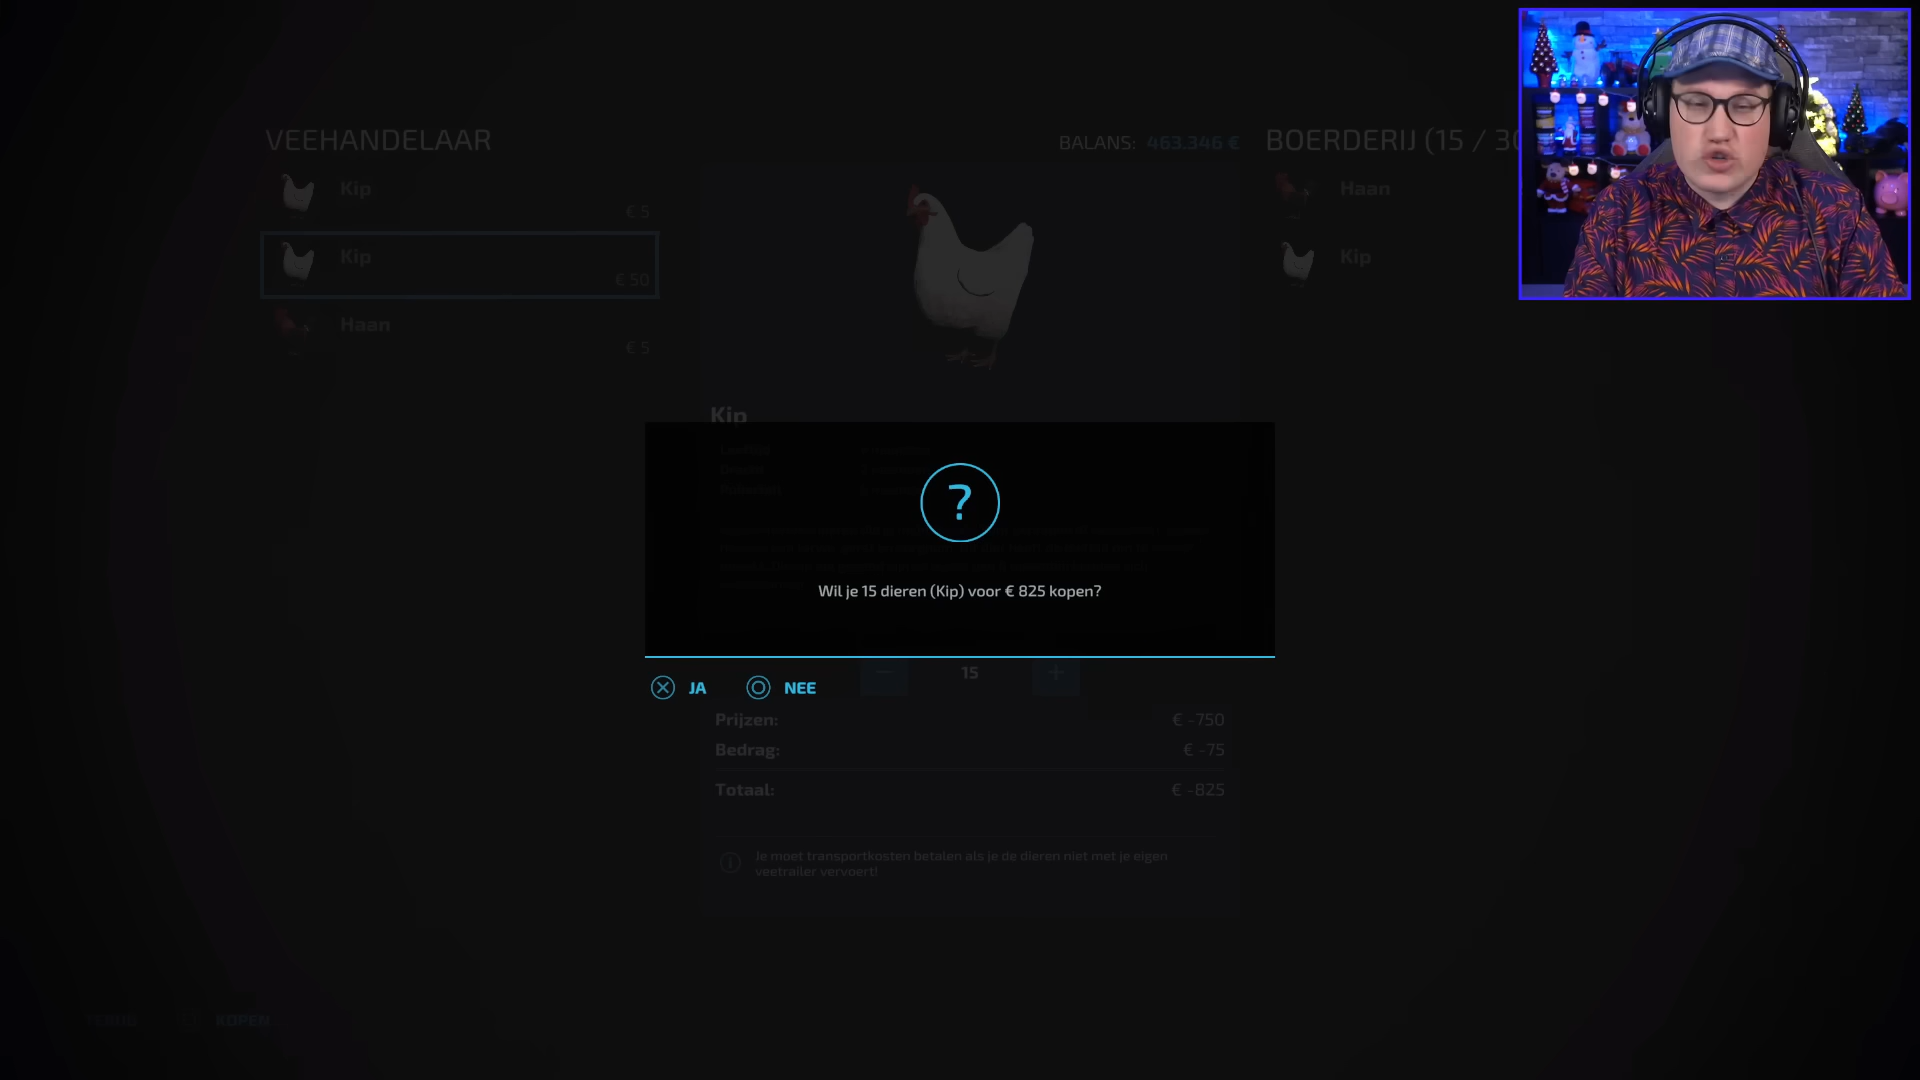 VEEHANDELAAR
BALANS: 463.346 €
BOERDERIJ (15 / 30
Kip
€ 5
Kip
€ 50
Haan
€ 5
Haan
Kip
Kip
?
Wil je 15 dieren (Kip) voor € 825 kopen?
15
JA
NEE
Prijzen: € -750
Bedrag: € -75
Totaal: € -825
Je moet transportkosten betalen als je de dieren niet met je eigen
veetrailer vervoert!
TERUG
KOPEN